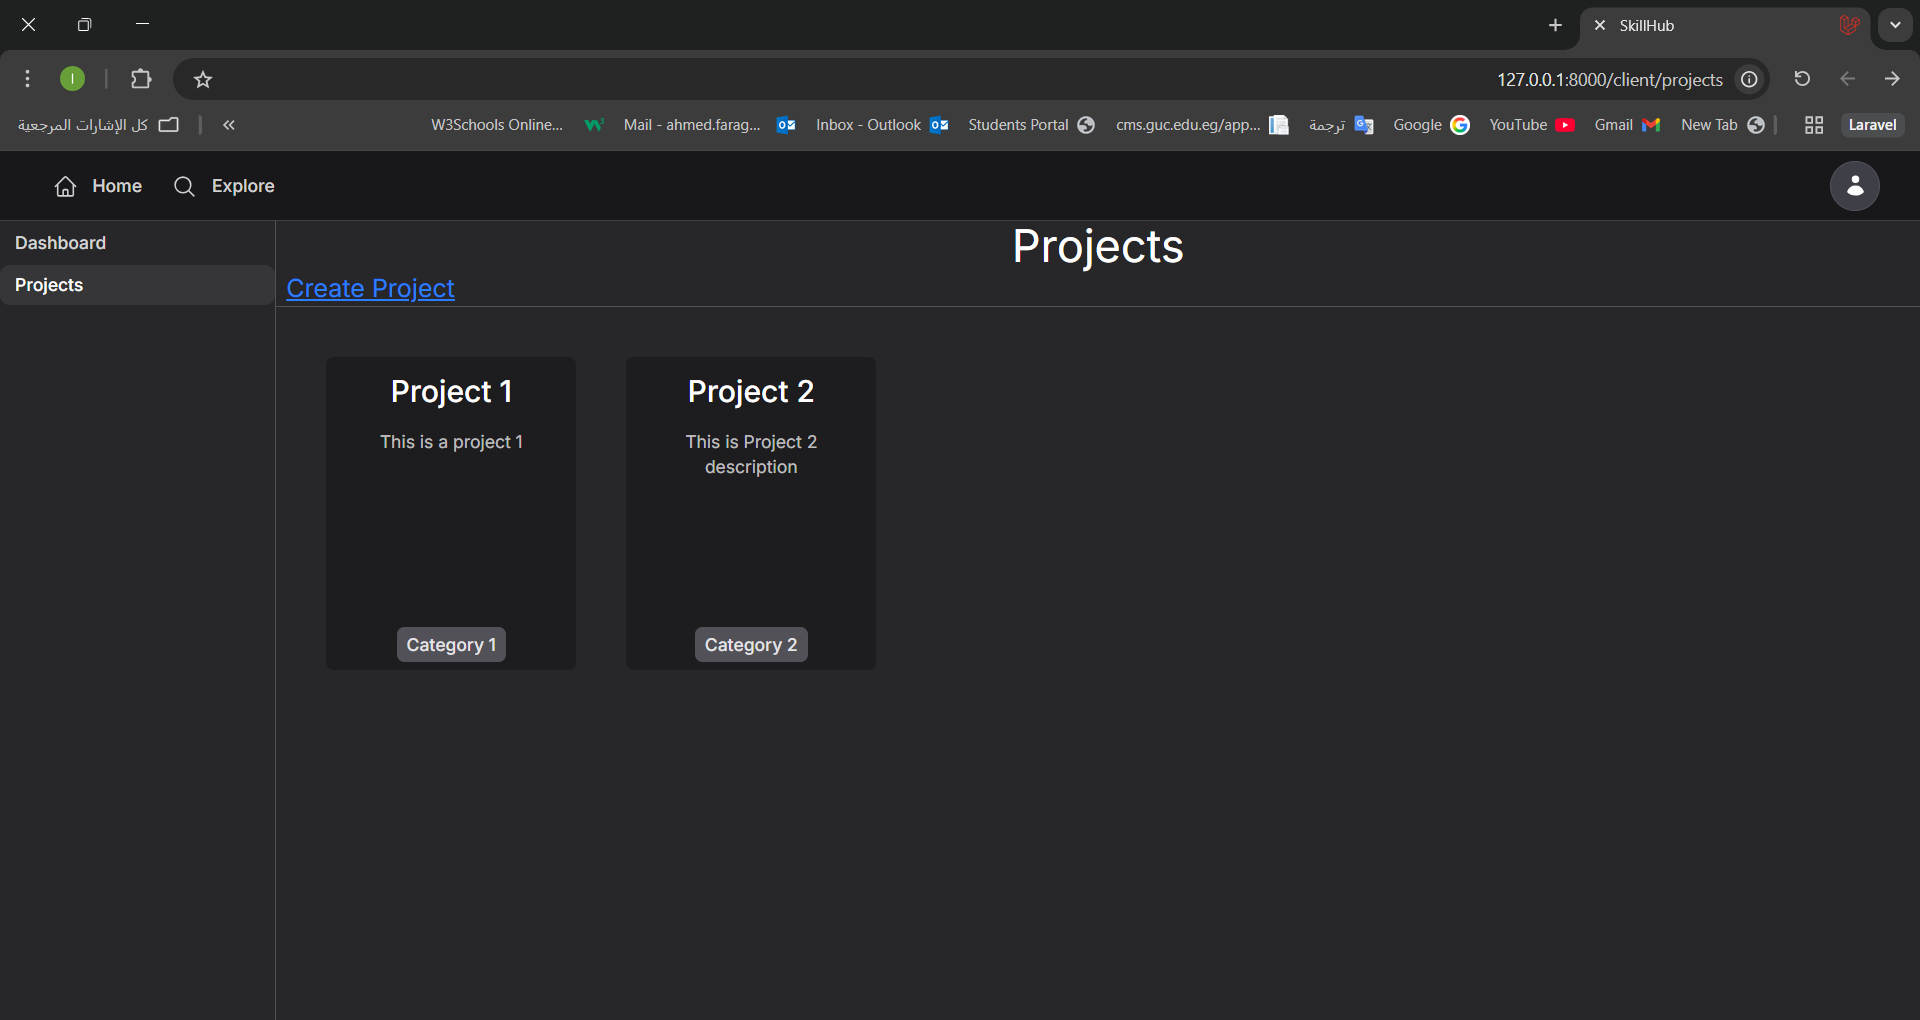 SkillHub
I
127.0.0.1:8000/client/projects
كل الإشارات المرجعية
W3Schools Online...
Mail - ahmed.farag...
Inbox - Outlook
Students Portal
cms.guc.edu.eg/app...
ترجمة
Google
YouTube
Gmail
New Tab
Laravel
Home
Explore
Dashboard
Projects
Projects
Create Project
Project 1
This is a project 1
Category 1
Project 2
This is Project 2
description
Category 2